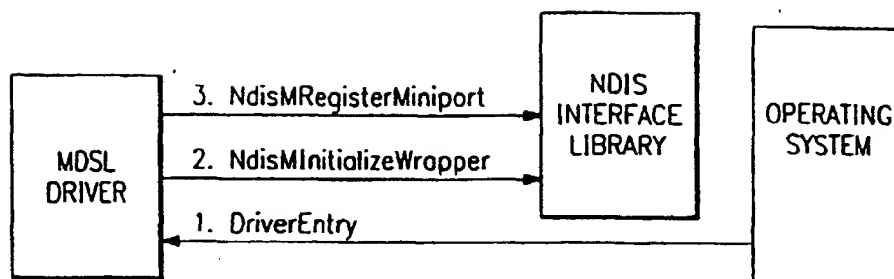 MDSL
DRIVER
3. NdisMRegisterMiniport
2. NdisMInitializeWrapper
1. DriverEntry
NDIS
INTERFACE
LIBRARY
OPERATING
SYSTEM